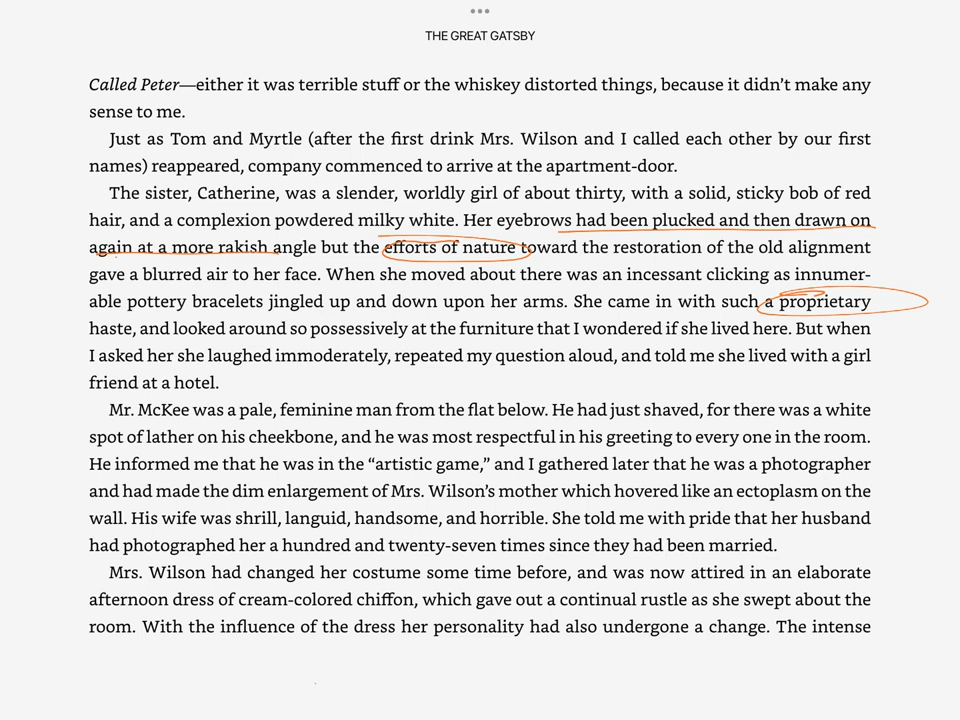 THE GREAT GATSBY
Called Peter—either it was terrible stuff or the whiskey distorted things, because it didn’t make any
sense to me.
Just as Tom and Myrtle (after the first drink Mrs. Wilson and I called each other by our first
names) reappeared, company commenced to arrive at the apartment-door.
The sister, Catherine, was a slender, worldly girl of about thirty, with a solid, sticky bob of red
hair, and a complexion powdered milky white. Her eyebrows had been plucked and then drawn on
again at a more rakish angle but the efforts of nature toward the restoration of the old alignment
gave a blurred air to her face. When she moved about there was an incessant clicking as innumer-
able pottery bracelets jingled up and down upon her arms. She came in with such a proprietary
haste, and looked around so possessively at the furniture that I wondered if she lived here. But when
I asked her she laughed immoderately, repeated my question aloud, and told me she lived with a girl
friend at a hotel.
Mr. McKee was a pale, feminine man from the flat below. He had just shaved, for there was a white
spot of lather on his cheekbone, and he was most respectful in his greeting to every one in the room.
He informed me that he was in the “artistic game,” and I gathered later that he was a photographer
and had made the dim enlargement of Mrs. Wilson’s mother which hovered like an ectoplasm on the
wall. His wife was shrill, languid, handsome, and horrible. She told me with pride that her husband
had photographed her a hundred and twenty-seven times since they had been married.
Mrs. Wilson had changed her costume some time before, and was now attired in an elaborate
afternoon dress of cream-colored chiffon, which gave out a continual rustle as she swept about the
room. With the influence of the dress her personality had also undergone a change. The intense